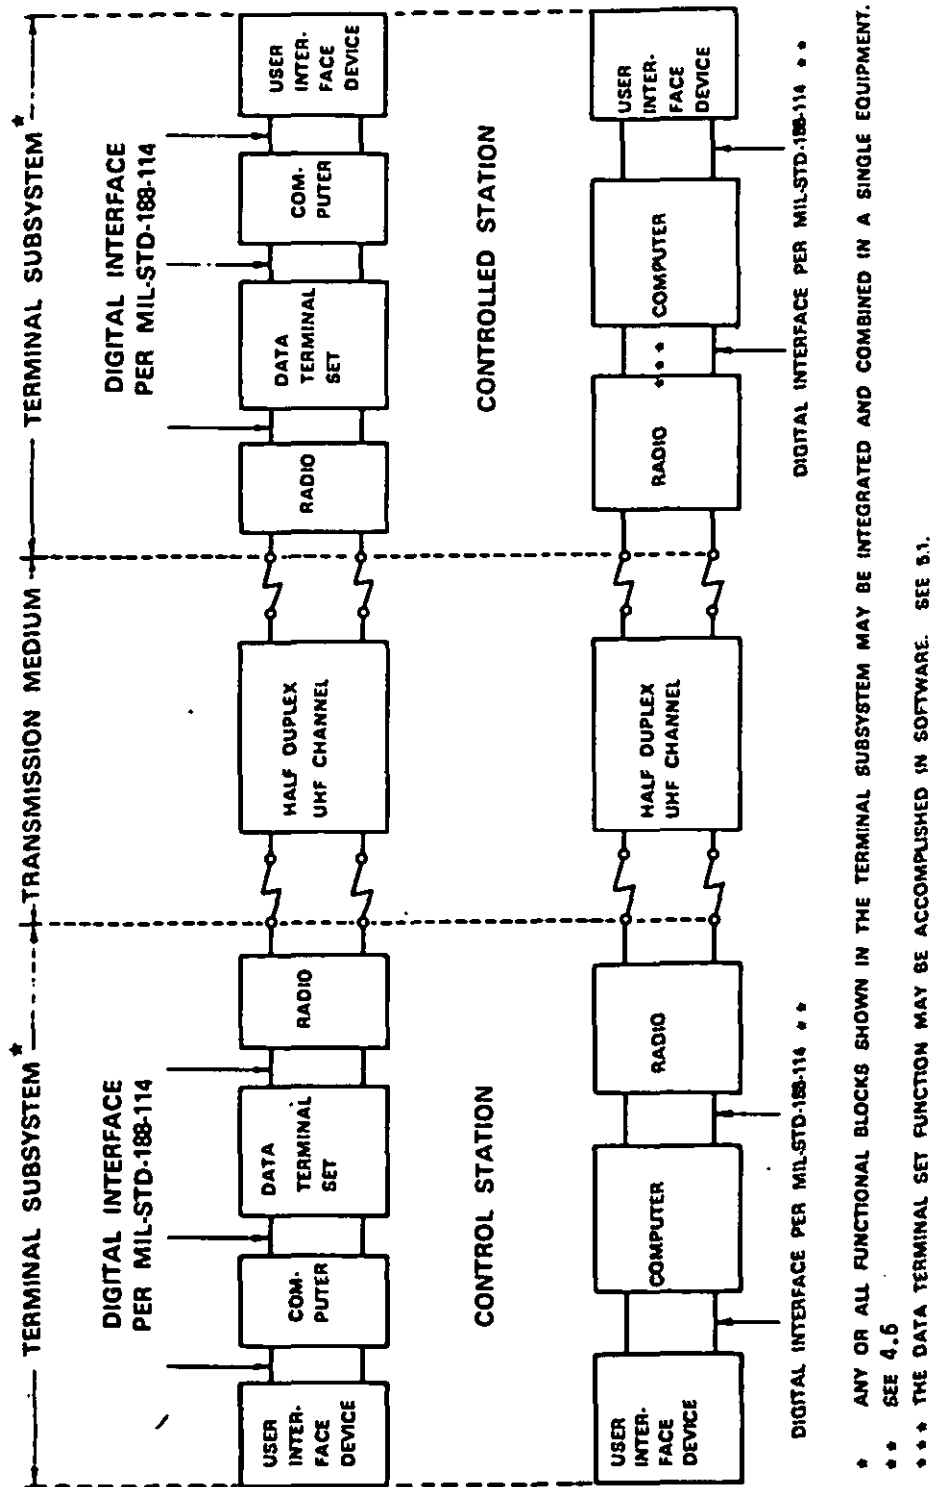 TERMINAL SUBSYSTEM*
TRANSMISSION MEDIUM
TERMINAL SUBSYSTEM*
DIGITAL INTERFACE
PER MIL-STD-188-114
DIGITAL INTERFACE
PER MIL-STD-188-114
USER
INTER-
FACE
DEVICE
COM-
PUTER
DATA
TERMINAL
SET
RADIO
HALF DUPLEX
UHF CHANNEL
RADIO
DATA
TERMINAL
SET
COM-
PUTER
USER
INTER-
FACE
DEVICE
CONTROL STATION
CONTROLLED STATION
USER
INTER-
FACE
DEVICE
COMPUTER
RADIO
HALF DUPLEX
UHF CHANNEL
RADIO
***
COMPUTER
USER
INTER-
FACE
DEVICE
DIGITAL INTERFACE PER MIL-STD-188-114 **
DIGITAL INTERFACE PER MIL-STD-188-114 **
* ANY OR ALL FUNCTIONAL BLOCKS SHOWN IN THE TERMINAL SUBSYSTEM MAY BE INTEGRATED AND COMBINED IN A SINGLE EQUIPMENT.
** SEE 4.5
*** THE DATA TERMINAL SET FUNCTION MAY BE ACCOMPLISHED IN SOFTWARE. SEE 5.1.